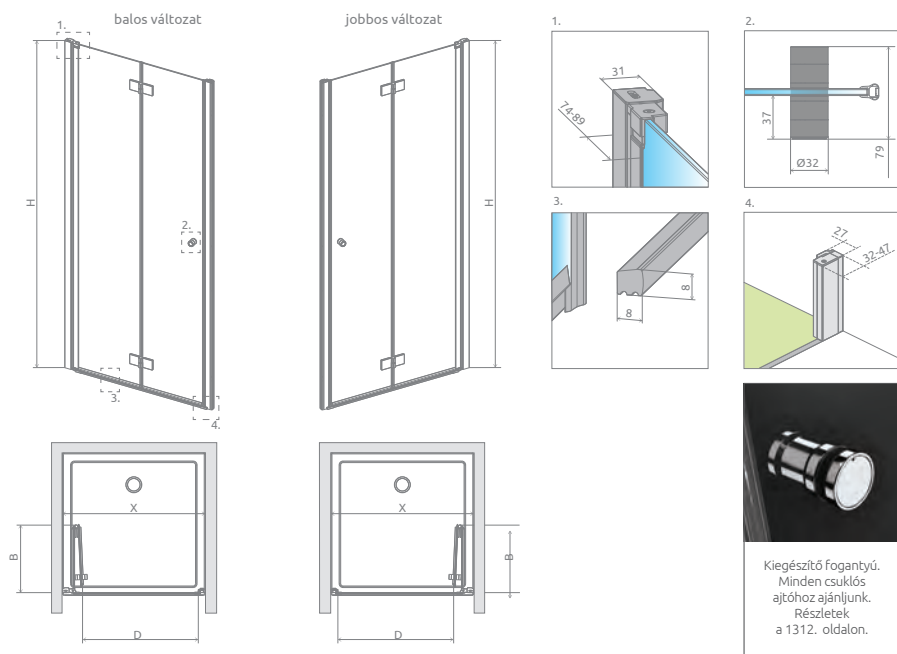 balos változat
jobbos változat
1.
H
2.
3.
4.
H
1.
31
74-89
2.
37
79
Ø32
3.
8
8
4.
27
32-47
X
B
D
X
B
D
Kiegészítő fogantyú.
Minden csuklós
ajtóhoz ajánljunk.
Részletek
a 1312. oldalon.